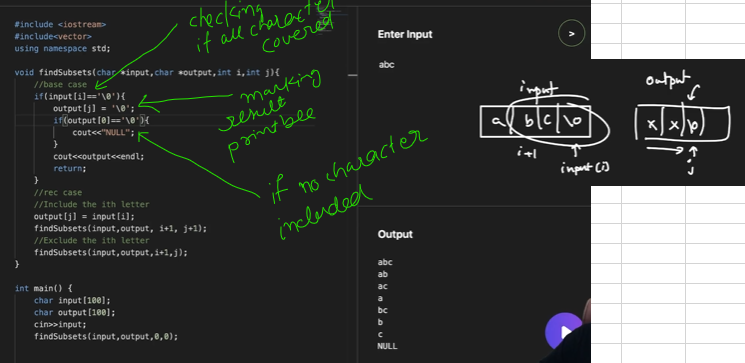 checking
if all character
covered
#include <iostream>
#include<vector>
using namespace std;
void findSubsets(char *input,char *output,int i,int j){
//base case
if(input[i]=='\0'){
output[j] = '\0';
if(output[0]=='\0'){
cout<<"NULL";
}
cout<<output<<endl;
return;
}
//rec case
//Include the ith letter
output[j] = input[i];
findSubsets(input,output, i+1, j+1);
//Exclude the ith letter
findSubsets(input,output,i+1,j);
}
int main() {
char input[100];
char output[100];
cin>>input;
findSubsets(input,output,0,0);
marking
result
printbee
if no character
included
Enter Input
>
abc
input
a|b|c|\0
i+1
input(i)
output
x|x|\0
j
Output
abc
ab
ac
a
bc
b
c
NULL